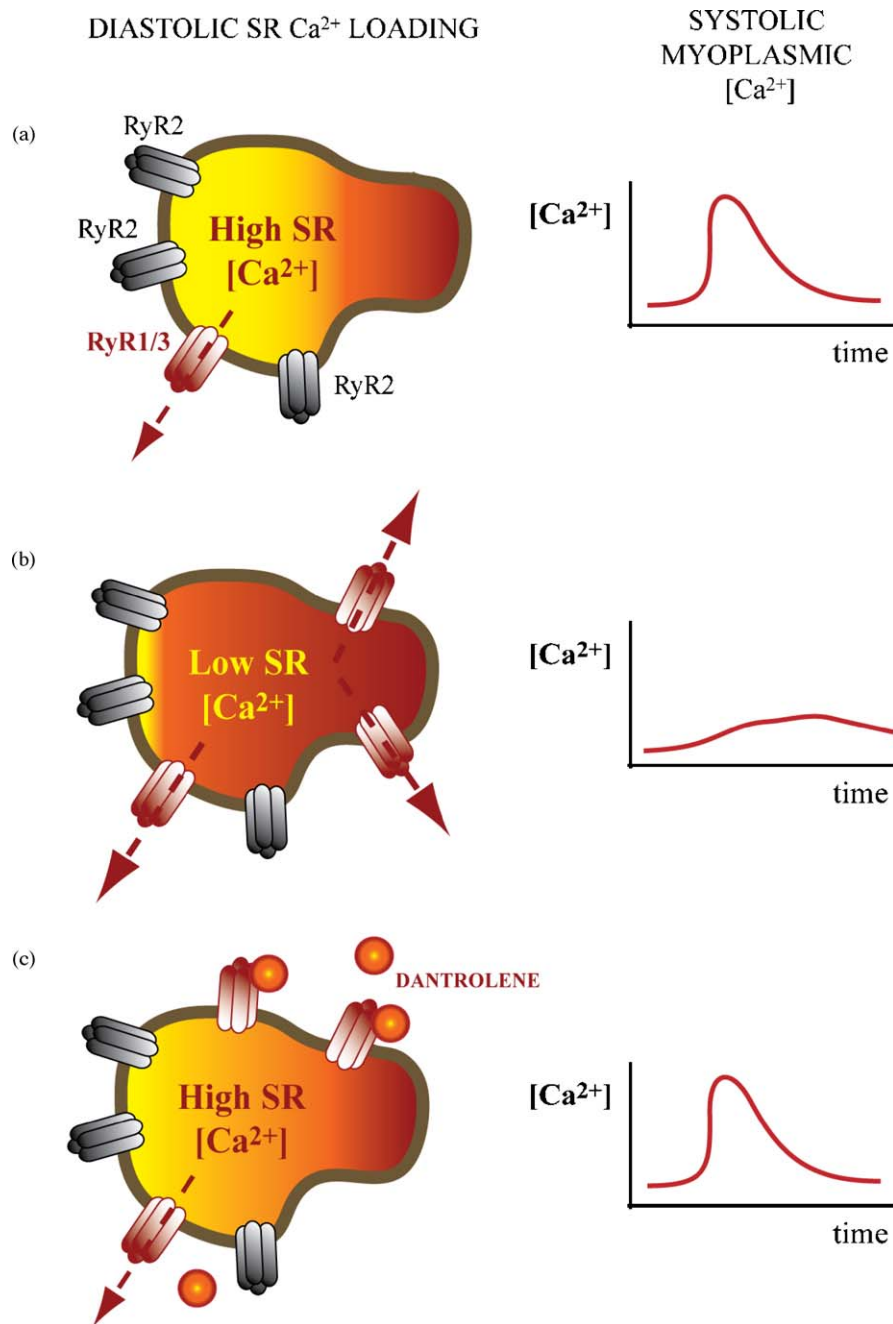 DIASTOLIC SR Ca²⁺ LOADING
SYSTOLIC
MYOPLASMIC
[Ca²⁺]
(a)
RyR2
RyR2
High SR
[Ca²⁺]
RyR1/3
RyR2
[Ca²⁺]
time
(b)
Low SR
[Ca²⁺]
[Ca²⁺]
time
(c)
DANTROLENE
High SR
[Ca²⁺]
[Ca²⁺]
time